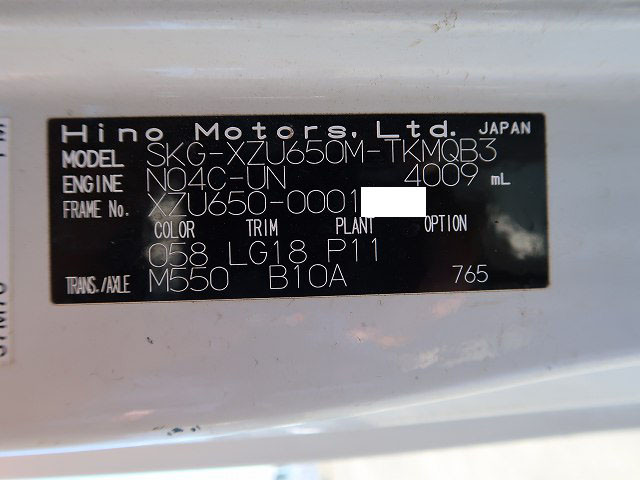 Hino Motors, Ltd. JAPAN
MODEL SKG-XZU650M-TKMQB3
ENGINE N04C-UN 4009 mL
FRAME No. XZU650-0001
COLOR TRIM PLANT OPTION
058 LG18 P11
TRANS./AXLE M550 B10A 765